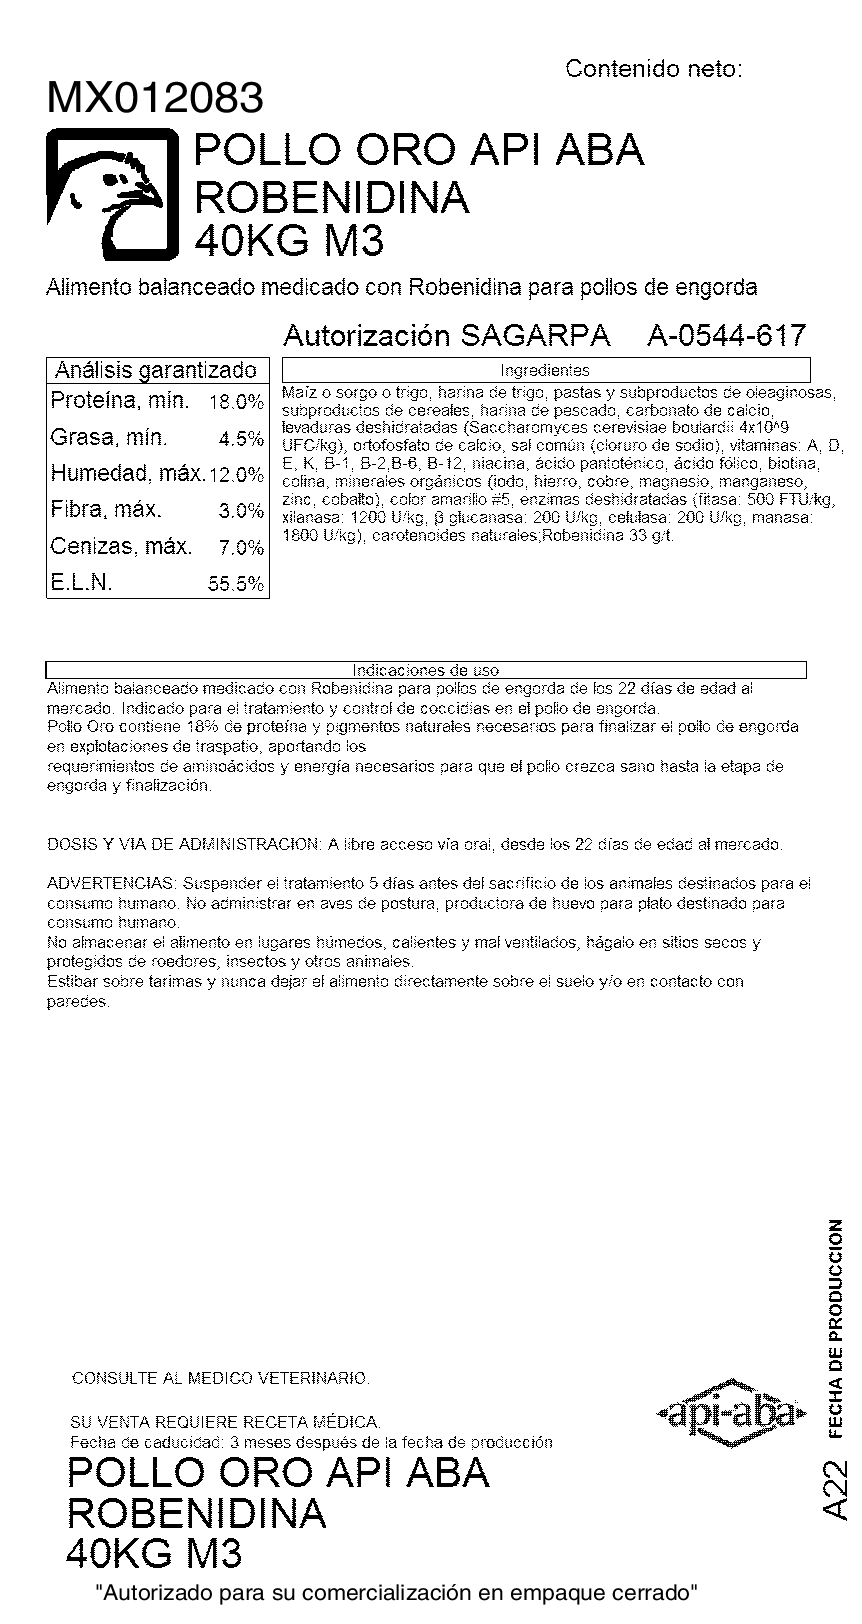 Contenido neto:
MX012083
POLLO ORO API ABA
ROBENIDINA
40KG M3
Alimento balanceado medicado con Robenidina para pollos de engorda
Autorización SAGARPA A-0544-617
Análisis garantizado
Proteína, mín. 18.0%
Grasa, mín. 4.5%
Humedad, máx. 12.0%
Fibra, máx. 3.0%
Cenizas, máx. 7.0%
E.L.N. 55.5%
Ingredientes
Maíz o sorgo o trigo, harina de trigo, pastas y subproductos de oleaginosas,
subproductos de cereales, harina de pescado, carbonato de calcio,
levaduras deshidratadas (Saccharomyces cerevisiae boulardii 4x10^9
UFC/kg), ortofosfato de calcio, sal común (cloruro de sodio), vitaminas: A, D,
E, K, B-1, B-2,B-6, B-12, niacina, ácido pantoténico, ácido fólico, biotina,
colina, minerales orgánicos (iodo, hierro, cobre, magnesio, manganeso,
zinc, cobalto), color amarillo #5, enzimas deshidratadas (fitasa: 500 FTU/kg,
xilanasa: 1200 U/kg, β glucanasa: 200 U/kg, celulasa: 200 U/kg, manasa:
1800 U/kg), carotenoides naturales;Robenidina 33 g/t.
Indicaciones de uso
Alimento balanceado medicado con Robenidina para pollos de engorda de los 22 días de edad al
mercado. Indicado para el tratamiento y control de coccidias en el pollo de engorda.
Pollo Oro contiene 18% de proteína y pigmentos naturales necesarios para finalizar el pollo de engorda
en explotaciones de traspatio, aportando los
requerimientos de aminoácidos y energía necesarios para que el pollo crezca sano hasta la etapa de
engorda y finalización.
DOSIS Y VIA DE ADMINISTRACION: A libre acceso vía oral, desde los 22 días de edad al mercado.
ADVERTENCIAS: Suspender el tratamiento 5 días antes del sacrificio de los animales destinados para el
consumo humano. No administrar en aves de postura, productora de huevo para plato destinado para
consumo humano.
No almacenar el alimento en lugares húmedos, calientes y mal ventilados, hágalo en sitios secos y
protegidos de roedores, insectos y otros animales.
Estibar sobre tarimas y nunca dejar el alimento directamente sobre el suelo y/o en contacto con
paredes.
CONSULTE AL MEDICO VETERINARIO.
SU VENTA REQUIERE RECETA MÉDICA.
Fecha de caducidad: 3 meses después de la fecha de producción
api-aba
A22 FECHA DE PRODUCCION
POLLO ORO API ABA
ROBENIDINA
40KG M3
"Autorizado para su comercialización en empaque cerrado"